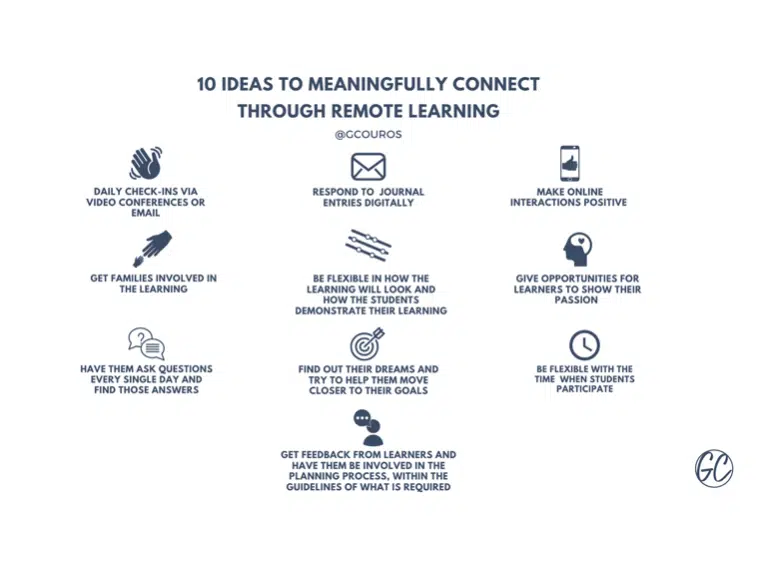 10 IDEAS TO MEANINGFULLY CONNECT
THROUGH REMOTE LEARNING
@GCOUROS
DAILY CHECK-INS VIA
VIDEO CONFERENCES OR
EMAIL
RESPOND TO JOURNAL
ENTRIES DIGITALLY
MAKE ONLINE
INTERACTIONS POSITIVE
GET FAMILIES INVOLVED IN
THE LEARNING
BE FLEXIBLE IN HOW THE
LEARNING WILL LOOK AND
HOW THE STUDENTS
DEMONSTRATE THEIR LEARNING
GIVE OPPORTUNITIES FOR
LEARNERS TO SHOW THEIR
PASSION
?
HAVE THEM ASK QUESTIONS
EVERY SINGLE DAY AND
FIND THOSE ANSWERS
FIND OUT THEIR DREAMS AND
TRY TO HELP THEM MOVE
CLOSER TO THEIR GOALS
BE FLEXIBLE WITH THE
TIME WHEN STUDENTS
PARTICIPATE
GET FEEDBACK FROM LEARNERS AND
HAVE THEM BE INVOLVED IN THE
PLANNING PROCESS, WITHIN THE
GUIDELINES OF WHAT IS REQUIRED
GC